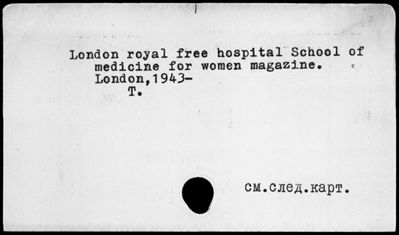 London royal free hospital School of
medicine for women magazine.
London,1943-
T.
см.след.карт.